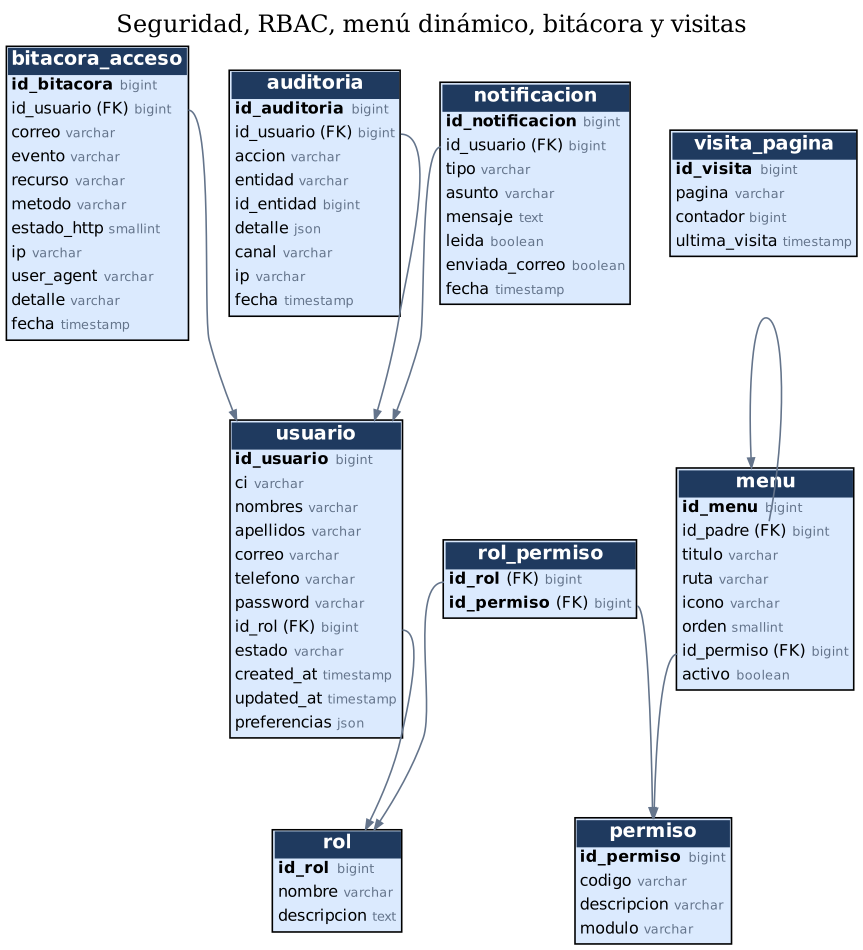 Seguridad, RBAC, menú dinámico, bitácora y visitas
bitacora_acceso
id_bitacora bigint
id_usuario (FK) bigint
correo varchar
evento varchar
recurso varchar
metodo varchar
estado_http smallint
ip varchar
user_agent varchar
detalle varchar
fecha timestamp
auditoria
id_auditoria bigint
id_usuario (FK) bigint
accion varchar
entidad varchar
id_entidad bigint
detalle json
canal varchar
ip varchar
fecha timestamp
notificacion
id_notificacion bigint
id_usuario (FK) bigint
tipo varchar
asunto varchar
mensaje text
leida boolean
enviada_correo boolean
fecha timestamp
visita_pagina
id_visita bigint
pagina varchar
contador bigint
ultima_visita timestamp
usuario
id_usuario bigint
ci varchar
nombres varchar
apellidos varchar
correo varchar
telefono varchar
password varchar
id_rol (FK) bigint
estado varchar
created_at timestamp
updated_at timestamp
preferencias json
rol_permiso
id_rol (FK) bigint
id_permiso (FK) bigint
menu
id_menu bigint
id_padre (FK) bigint
titulo varchar
ruta varchar
icono varchar
orden smallint
id_permiso (FK) bigint
activo boolean
rol
id_rol bigint
nombre varchar
descripcion text
permiso
id_permiso bigint
codigo varchar
descripcion varchar
modulo varchar